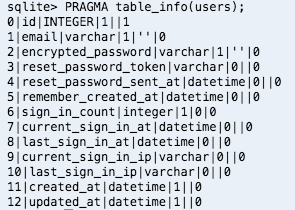 sqlite> PRAGMA table_info(users);
0|id|INTEGER|1||1
1|email|varchar|1|''|0
2|encrypted_password|varchar|1|''|0
3|reset_password_token|varchar|0||0
4|reset_password_sent_at|datetime|0||0
5|remember_created_at|datetime|0||0
6|sign_in_count|integer|1|0|0
7|current_sign_in_at|datetime|0||0
8|last_sign_in_at|datetime|0||0
9|current_sign_in_ip|varchar|0||0
10|last_sign_in_ip|varchar|0||0
11|created_at|datetime|1||0
12|updated_at|datetime|1||0